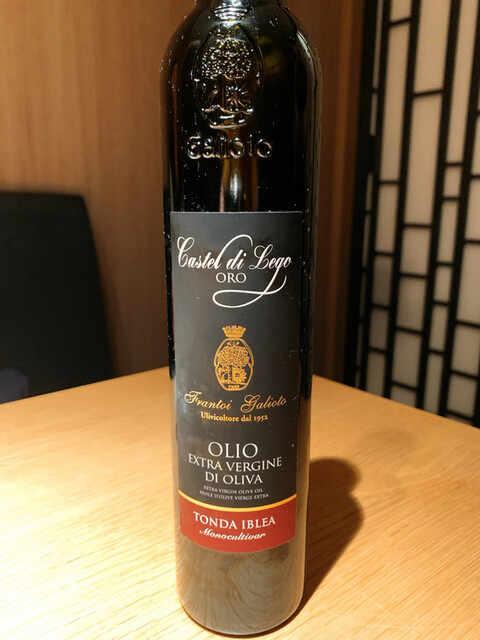 Galioto
Castel di Lego
ORO
Frantoi Galioto
Ulivicoltore dal 1952
OLIO
EXTRA VERGINE
DI OLIVA
EXTRA VIRGIN OLIVE OIL
HUILE D'OLIVE VIERGE EXTRA
TONDA IBLEA
Monocultivar